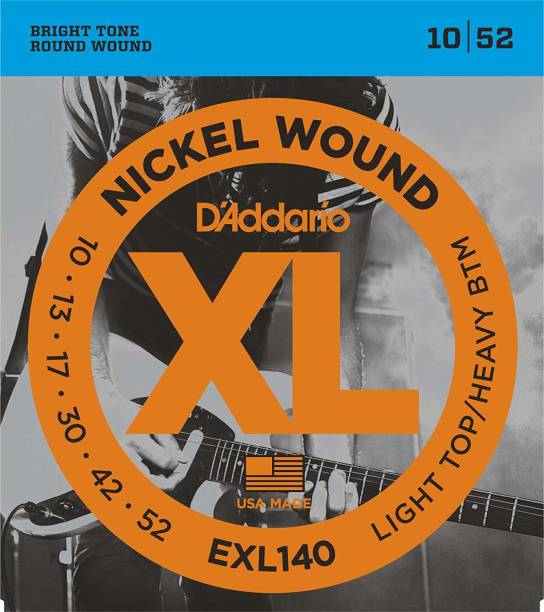 BRIGHT TONE
ROUND WOUND
10|52
NICKEL WOUND
D'Addario
XL
10 • 13 • 17 • 30 • 42 • 52
LIGHT TOP/HEAVY BTM
USA MADE
EXL140